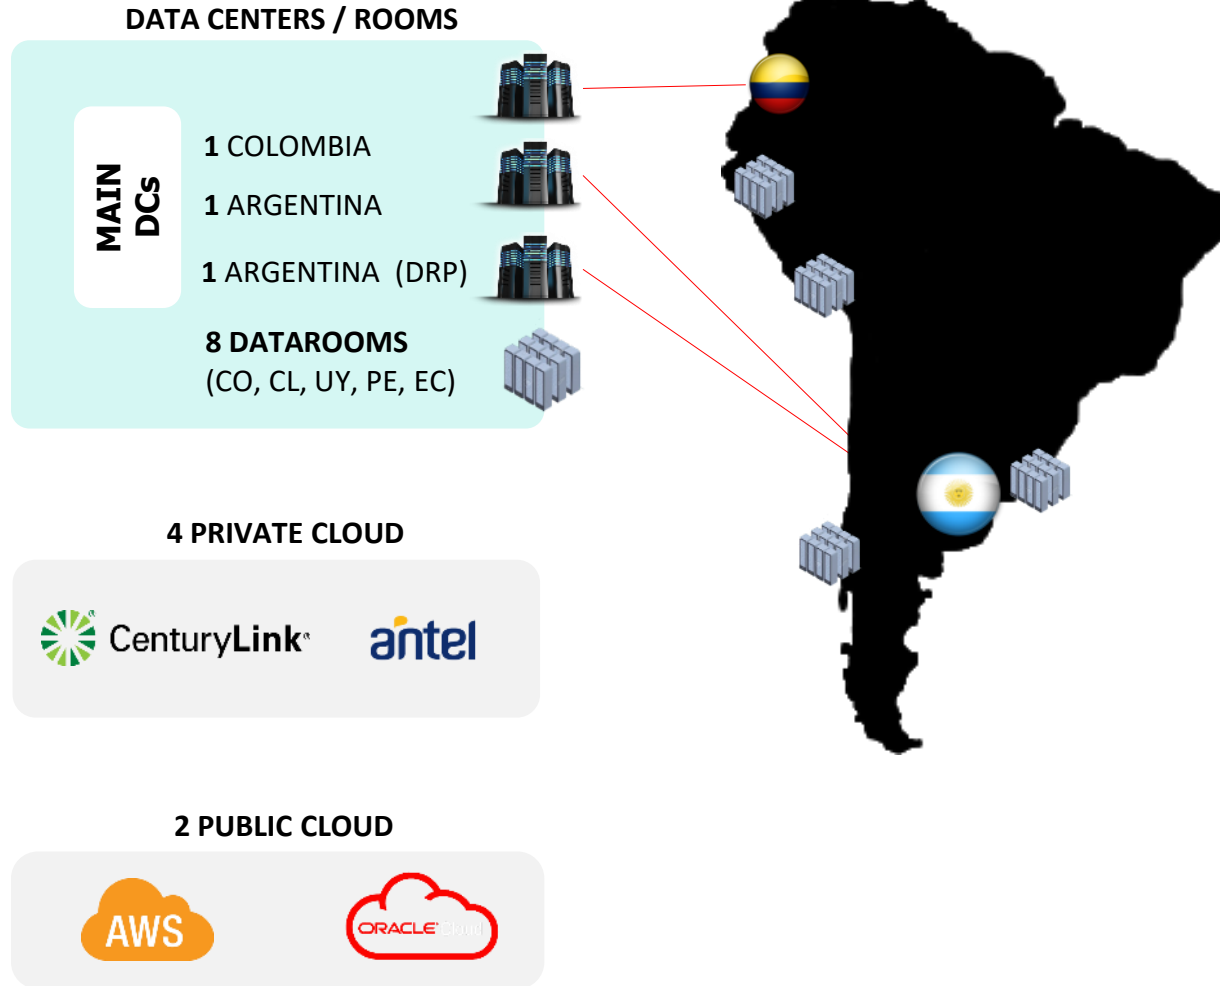 DATA CENTERS / ROOMS
MAIN
DCs
1 COLOMBIA
1 ARGENTINA
1 ARGENTINA (DRP)
8 DATAROOMS
(CO, CL, UY, PE, EC)
4 PRIVATE CLOUD
CenturyLink®
antel
2 PUBLIC CLOUD
AWS
ORACLE® Cloud